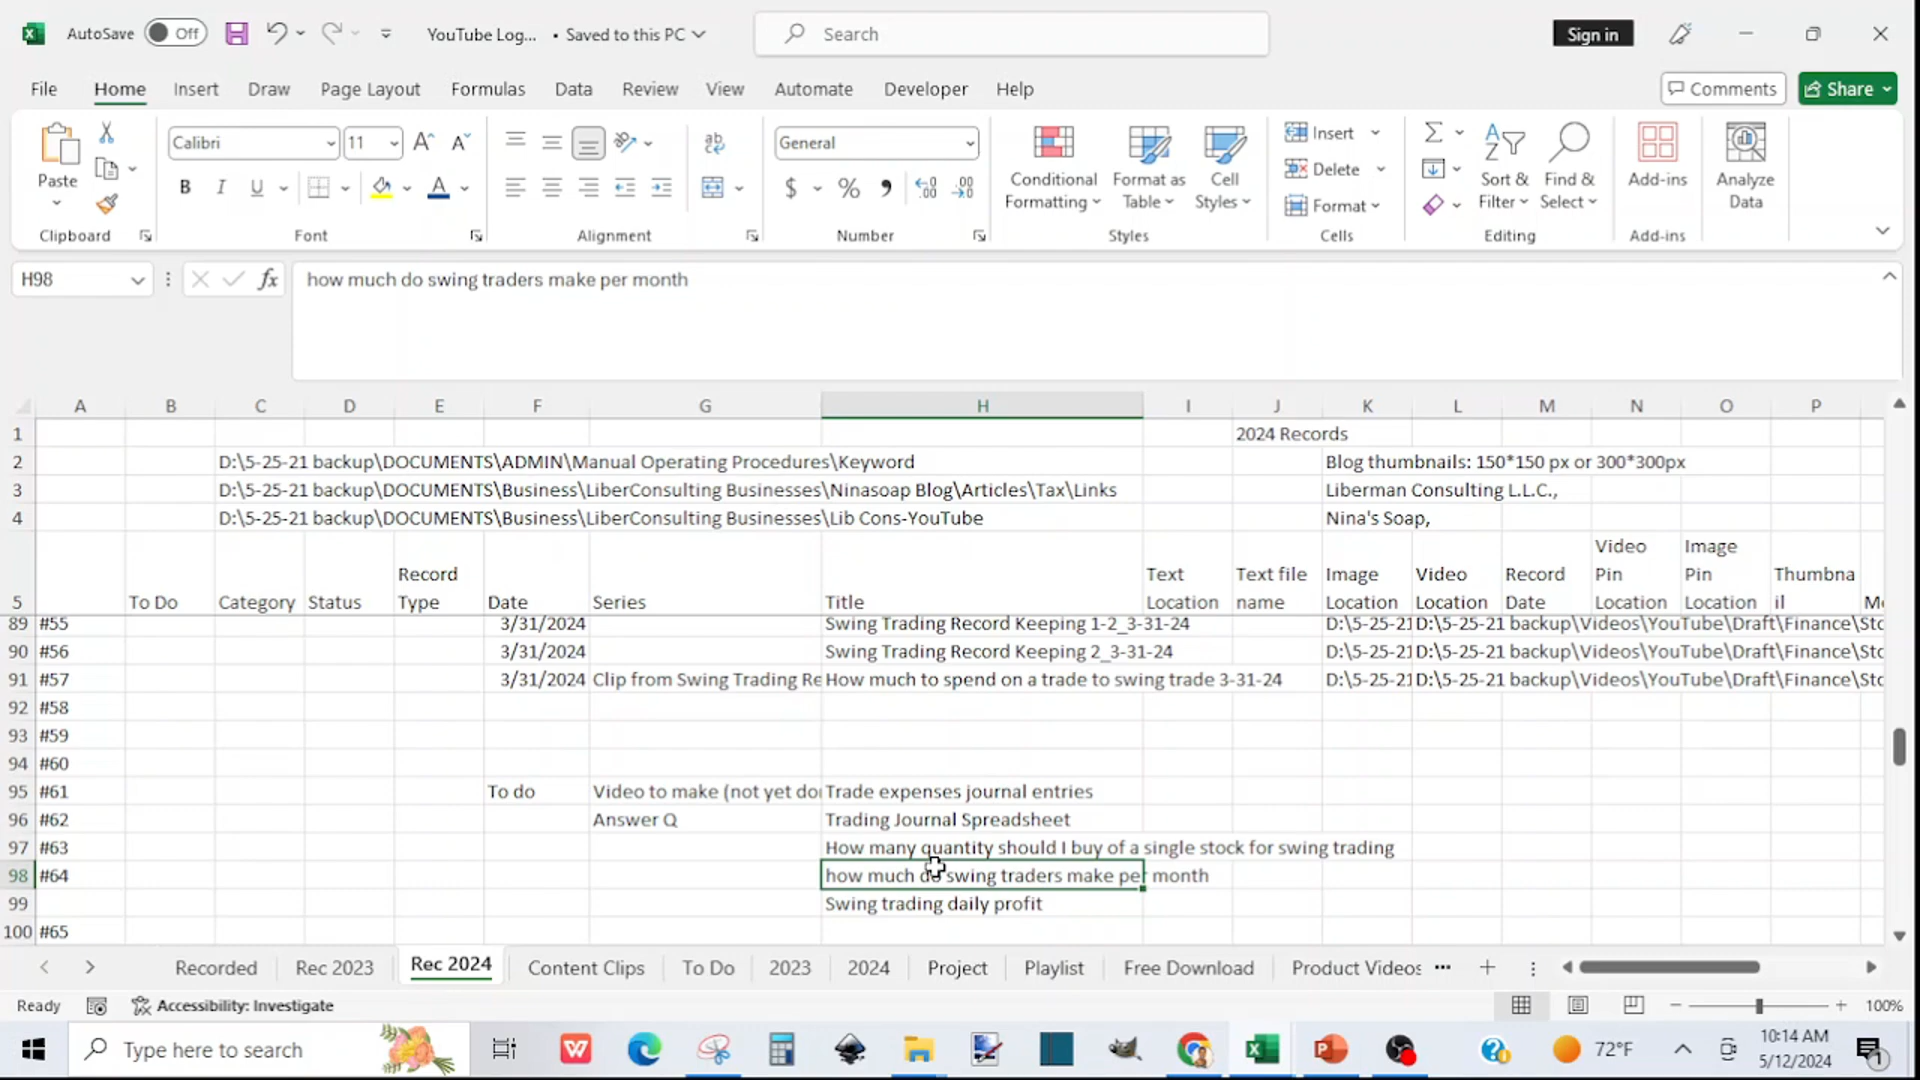 AutoSave Off YouTube Log... • Saved to this PC Search Sign in
File Home Insert Draw Page Layout Formulas Data Review View Automate Developer Help Comments Share
Paste Calibri 11 B I U A General $ % 9 Conditional Formatting Format as Table Cell Styles Insert Delete Format Sort & Filter Find & Select Add-ins Analyze Data
Clipboard Font Alignment Number Styles Cells Editing Add-ins
H98 fx how much do swing traders make per month
A B C D E F G H I J K L M N O P
1 2024 Records
2 D:\5-25-21 backup\DOCUMENTS\ADMIN\Manual Operating Procedures\Keyword Blog thumbnails: 150*150 px or 300*300px
3 D:\5-25-21 backup\DOCUMENTS\Business\LiberConsulting Businesses\Ninasoap Blog\Articles\Tax\Links Liberman Consulting L.L.C.,
4 D:\5-25-21 backup\DOCUMENTS\Business\LiberConsulting Businesses\Lib Cons-YouTube Nina's Soap,
5 To Do Category Status Record Type Date Series Title Text Location Text file name Image Location Video Location Record Date Video Pin Location Image Pin Location Thumbnail
89 #55 3/31/2024 Swing Trading Record Keeping 1-2_3-31-24 D:\5-25-21 D:\5-25-21 backup\Videos\YouTube\Draft\Finance\Sto
90 #56 3/31/2024 Swing Trading Record Keeping 2_3-31-24 D:\5-25-21 D:\5-25-21 backup\Videos\YouTube\Draft\Finance\Sto
91 #57 3/31/2024 Clip from Swing Trading Re How much to spend on a trade to swing trade 3-31-24 D:\5-25-21 D:\5-25-21 backup\Videos\YouTube\Draft\Finance\Sto
92 #58
93 #59
94 #60
95 #61 To do Video to make (not yet do Trade expenses journal entries
96 #62 Answer Q Trading Journal Spreadsheet
97 #63 How many quantity should I buy of a single stock for swing trading
98 #64 how much do swing traders make per month
99 Swing trading daily profit
100 #65
Recorded Rec 2023 Rec 2024 Content Clips To Do 2023 2024 Project Playlist Free Download Product Videos ...
Ready Accessibility: Investigate 100%
Type here to search 72°F 10:14 AM
5/12/2024 1